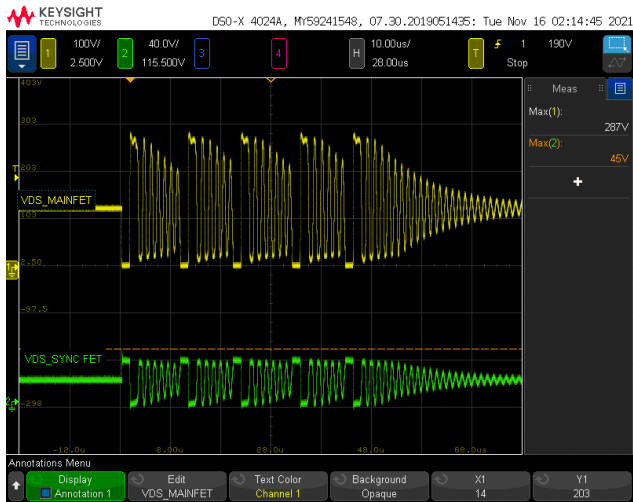 KEYSIGHT
TECHNOLOGIES
DSO-X 4024A, MY59241548, 07.30.2019051435: Tue Nov 16 02:14:45 2021
1 100V/ 2.500V
2 40.0V/ 115.500V
3
4
H 10.00us/ 28.00us
T 1 190V Stop
403V
303
203
103
2.50
-97.5
-298
T
VDS_MAINFET
VDS_SYNC FET
-12.0u 8.00u 28.0u 48.0u 68.0us
Meas
Max(1):
287V
Max(2):
45V
Annotations Menu
Display Annotation 1
Edit VDS_MAINFET
Text Color Channel 1
Background Opaque
X1 14
Y1 203